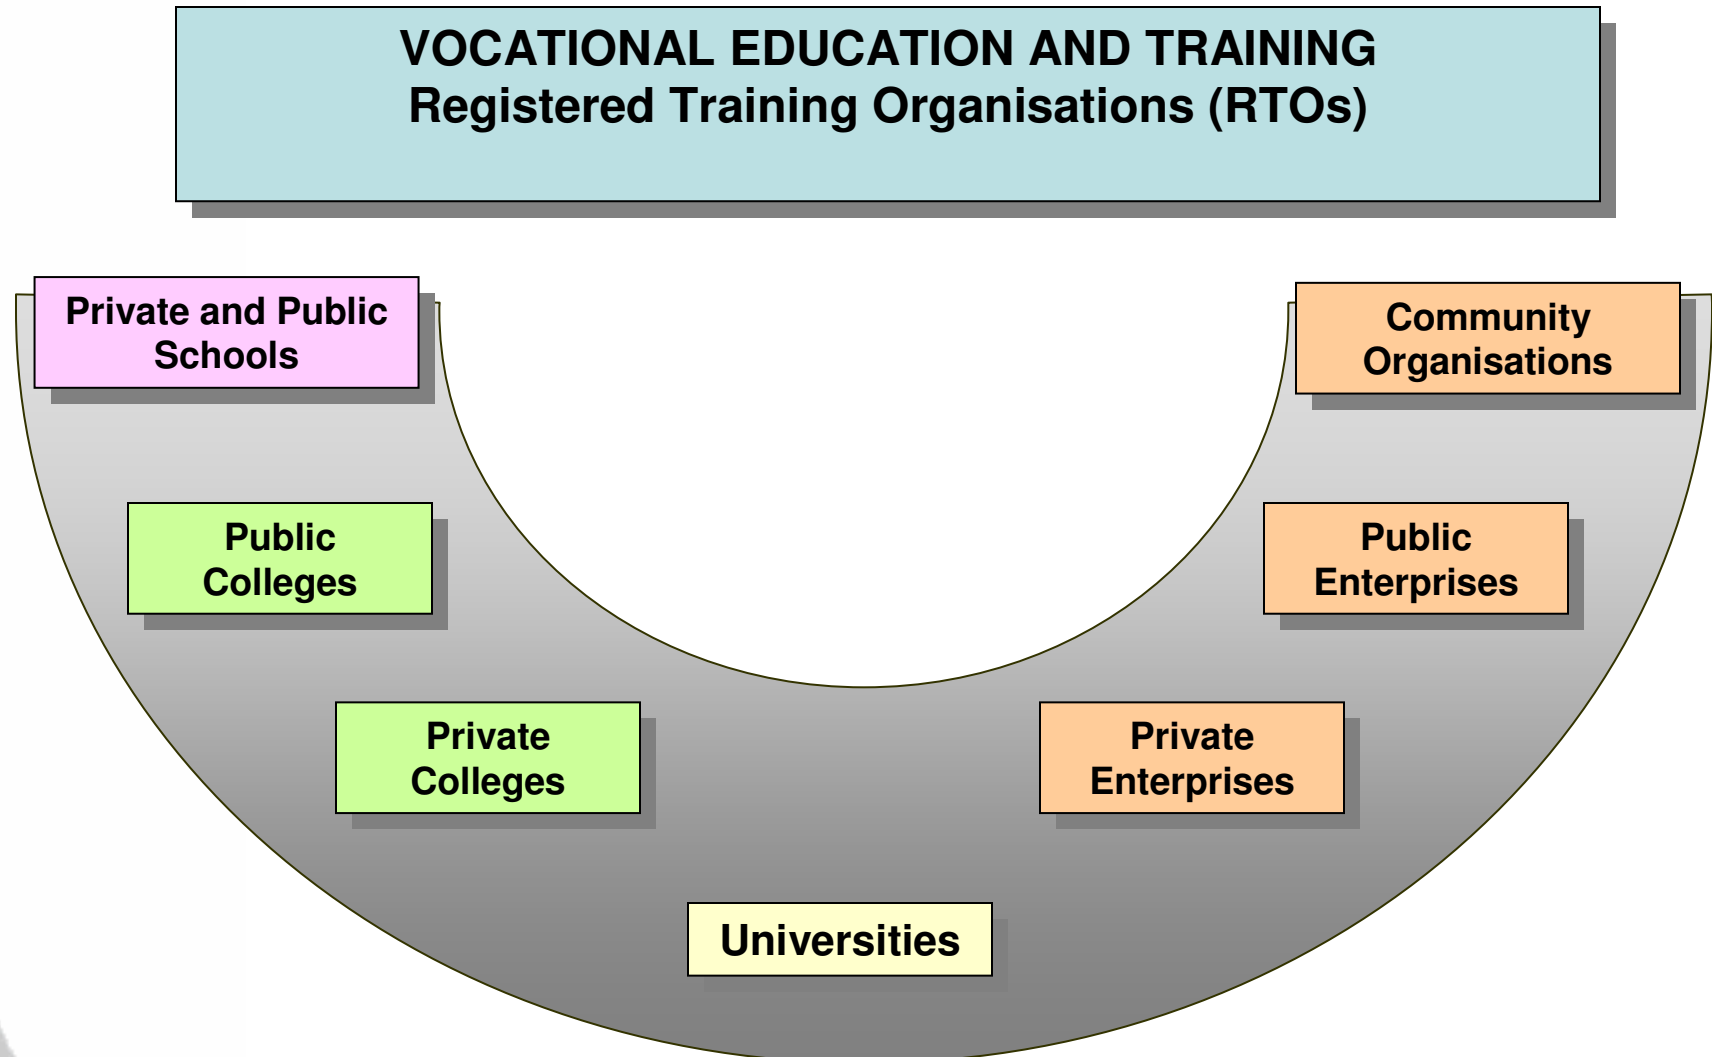 VOCATIONAL EDUCATION AND TRAINING
Registered Training Organisations (RTOs)
Private and Public
Schools
Community
Organisations
Public
Colleges
Public
Enterprises
Private
Colleges
Private
Enterprises
Universities